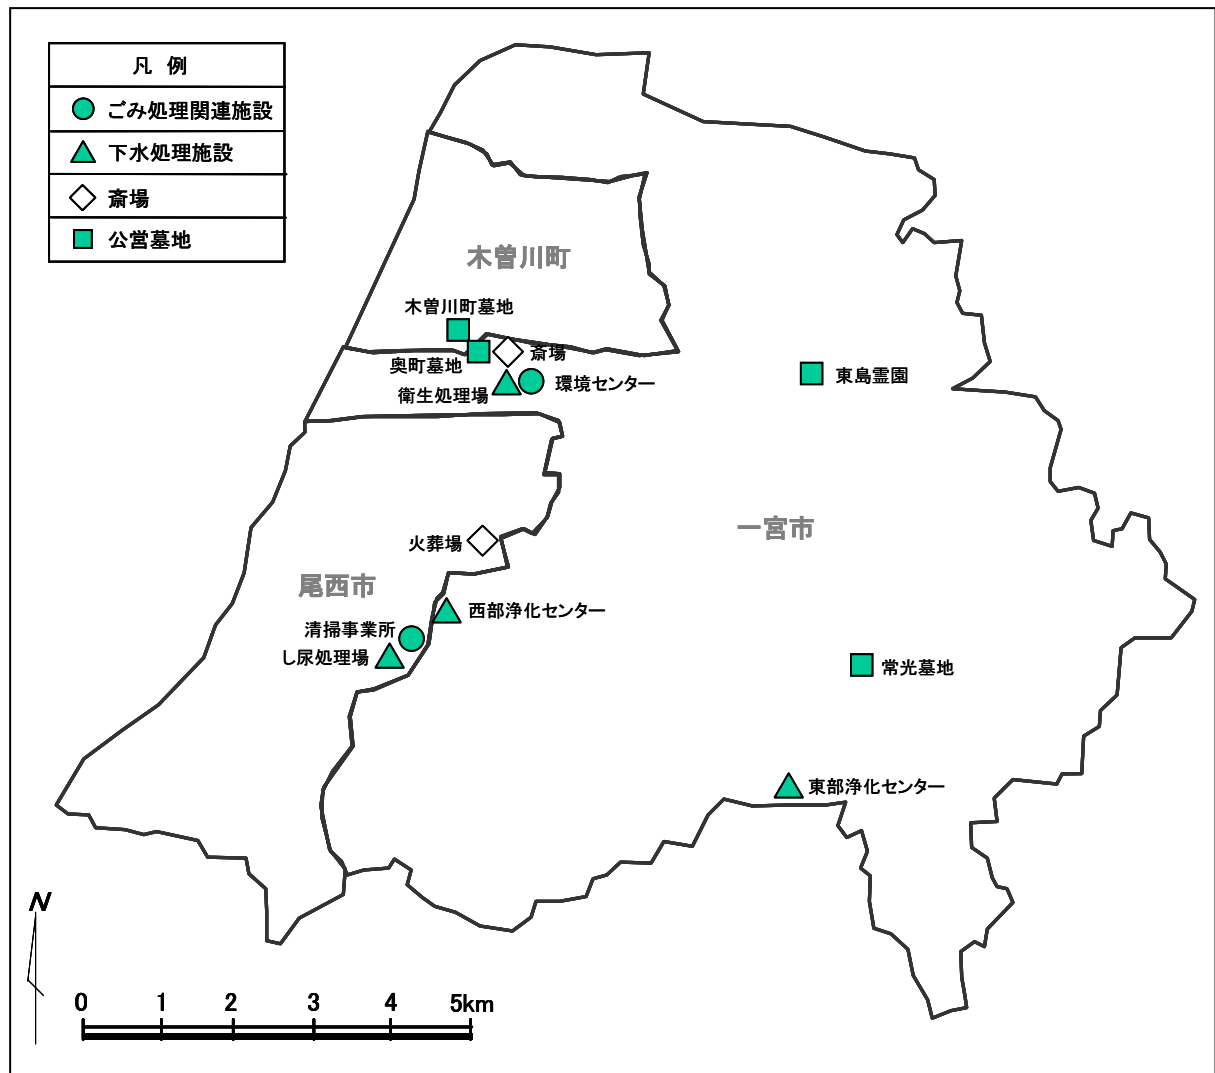 凡 例
ごみ処理関連施設
下水処理施設
斎場
公営墓地
木曽川町
木曽川町墓地
奥町墓地
斎場
衛生処理場
環境センター
東島霊園
一宮市
火葬場
尾西市
西部浄化センター
清掃事業所
し尿処理場
常光墓地
東部浄化センター
N
0 1 2 3 4 5km